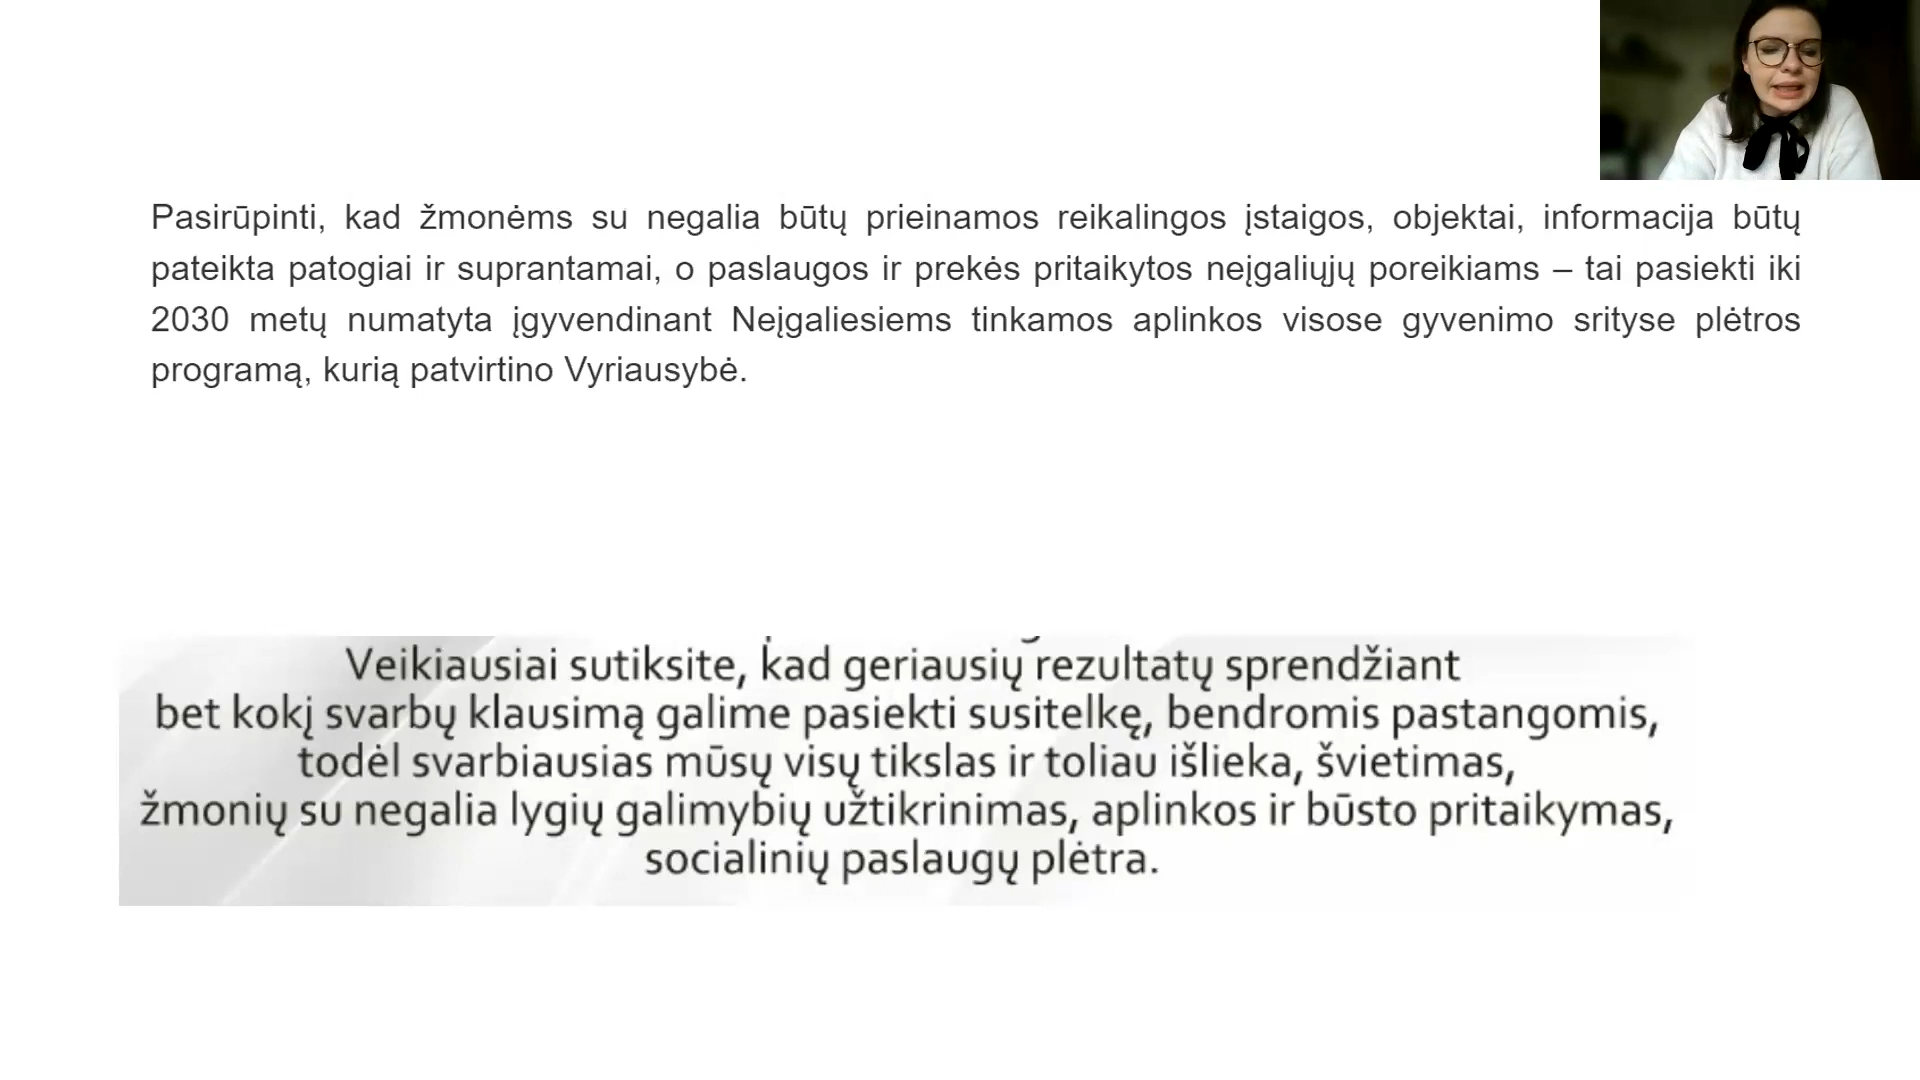 Pasirūpinti, kad žmonėms su negalia būtų prieinamos reikalingos įstaigos, objektai, informacija būtų
pateikta patogiai ir suprantamai, o paslaugos ir prekės pritaikytos neįgaliųjų poreikiams – tai pasiekti iki
2030 metų numatyta įgyvendinant Neįgaliesiems tinkamos aplinkos visose gyvenimo srityse plėtros
programą, kurią patvirtino Vyriausybė.
Veikiausiai sutiksite, kad geriausių rezultatų sprendžiant
bet kokį svarbų klausimą galime pasiekti susitelkę, bendromis pastangomis,
todėl svarbiausias mūsų visų tikslas ir toliau išlieka, švietimas,
žmonių su negalia lygių galimybių užtikrinimas, aplinkos ir būsto pritaikymas,
socialinių paslaugų plėtra.